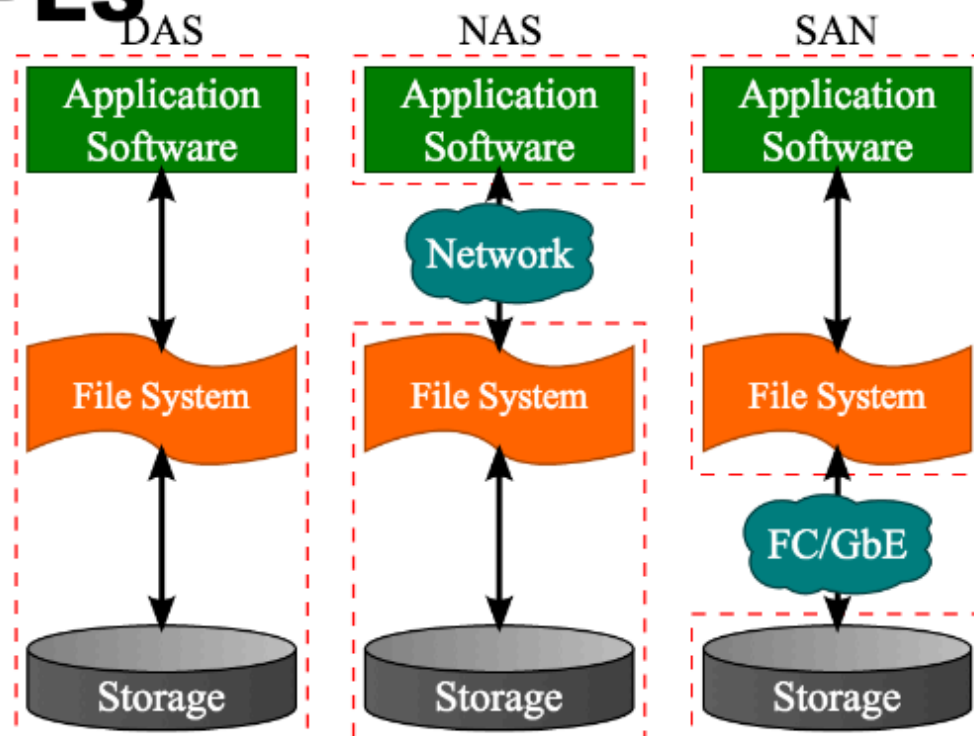 DAS
NAS
SAN
Application
Software
Application
Software
Application
Software
Network
File System
File System
File System
FC/GbE
Storage
Storage
Storage